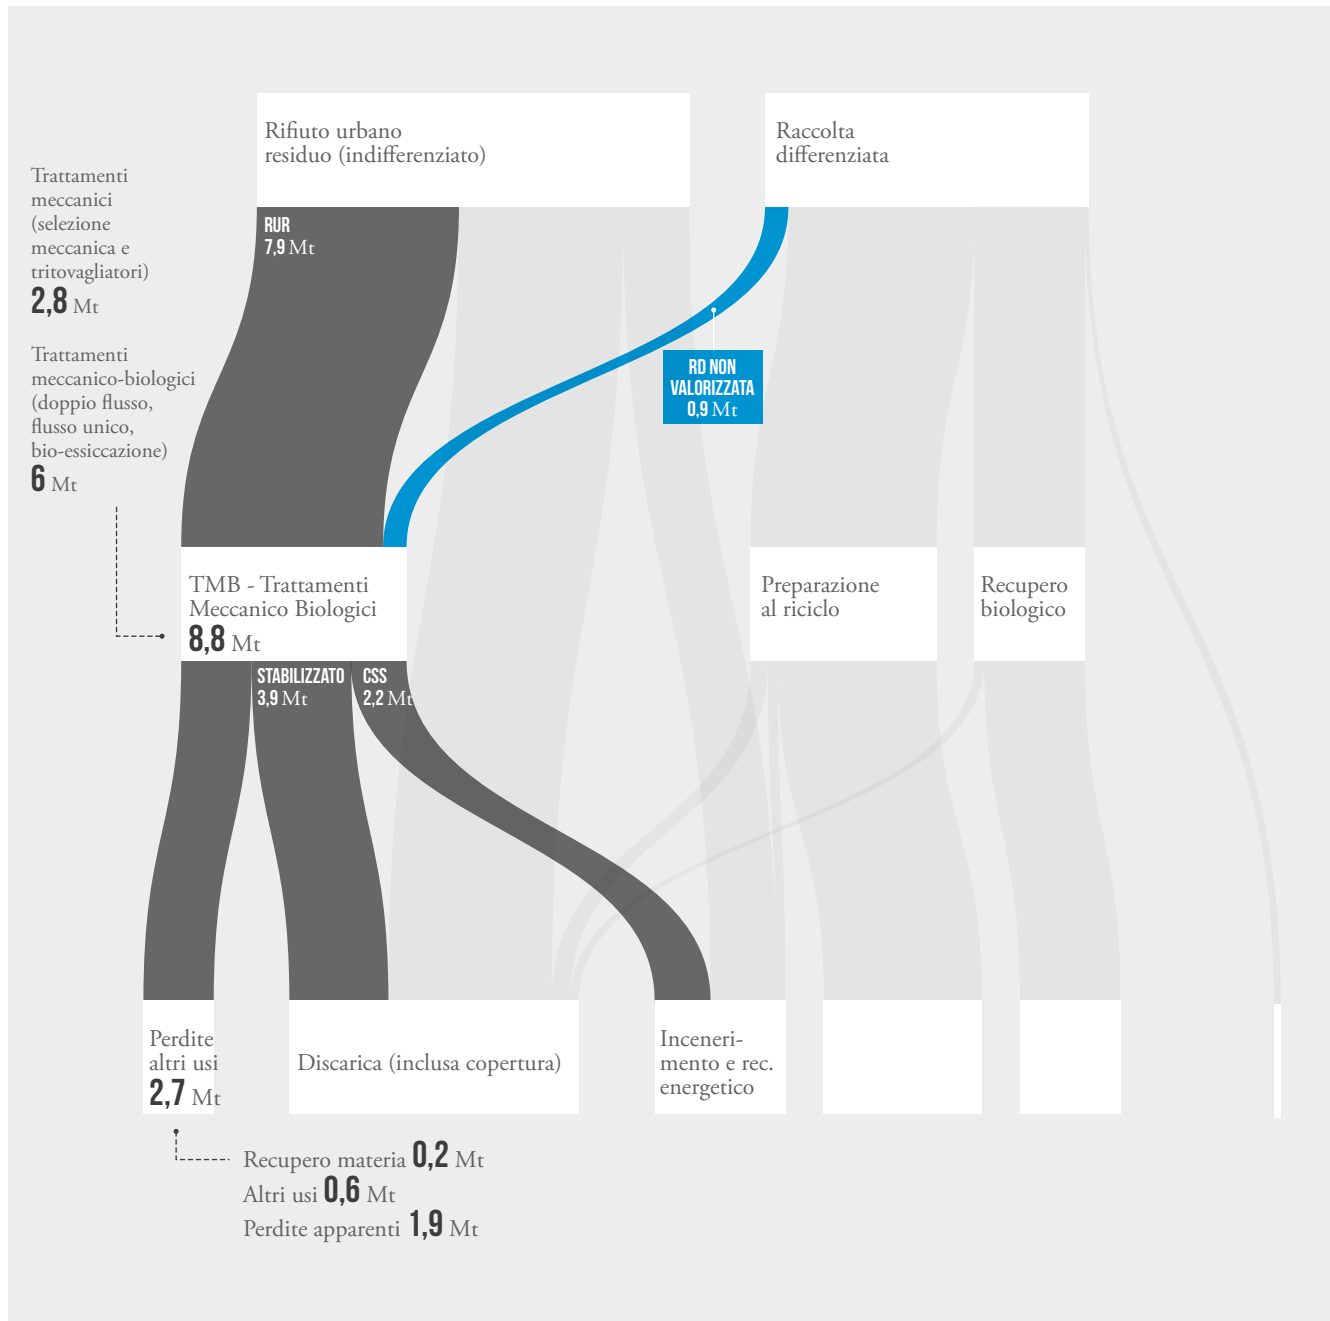 Rifiuto urbano
residuo (indifferenziato)
Raccolta
differenziata
Trattamenti
meccanici
(selezione
meccanica e
tritovagliatori)
2,8 Mt
RUR
7,9 Mt
Trattamenti
meccanico-biologici
(doppio flusso,
flusso unico,
bio-essiccazione)
6 Mt
RD NON
VALORIZZATA
0,9 Mt
TMB - Trattamenti
Meccanico Biologici
8,8 Mt
Preparazione
al riciclo
Recupero
biologico
STABILIZZATO
3,9 Mt
CSS
2,2 Mt
Perdite
altri usi
2,7 Mt
Discarica (inclusa copertura)
Inceneri-
mento e rec.
energetico
Recupero materia 0,2 Mt
Altri usi 0,6 Mt
Perdite apparenti 1,9 Mt